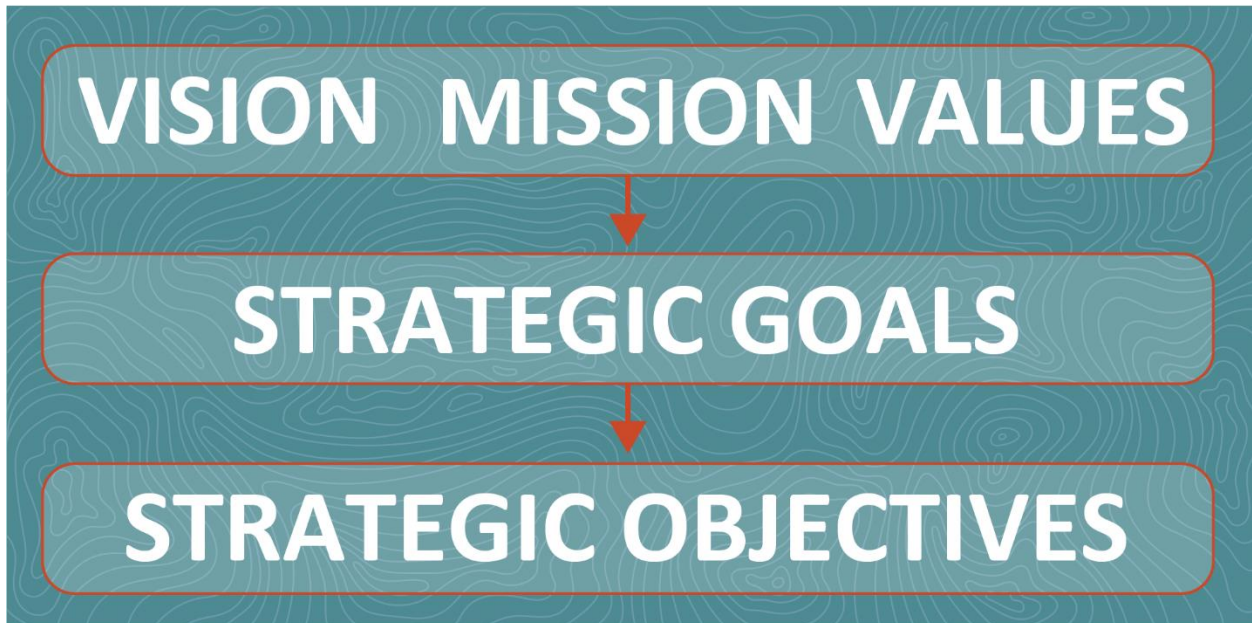 VISION MISSION VALUES
STRATEGIC GOALS
STRATEGIC OBJECTIVES